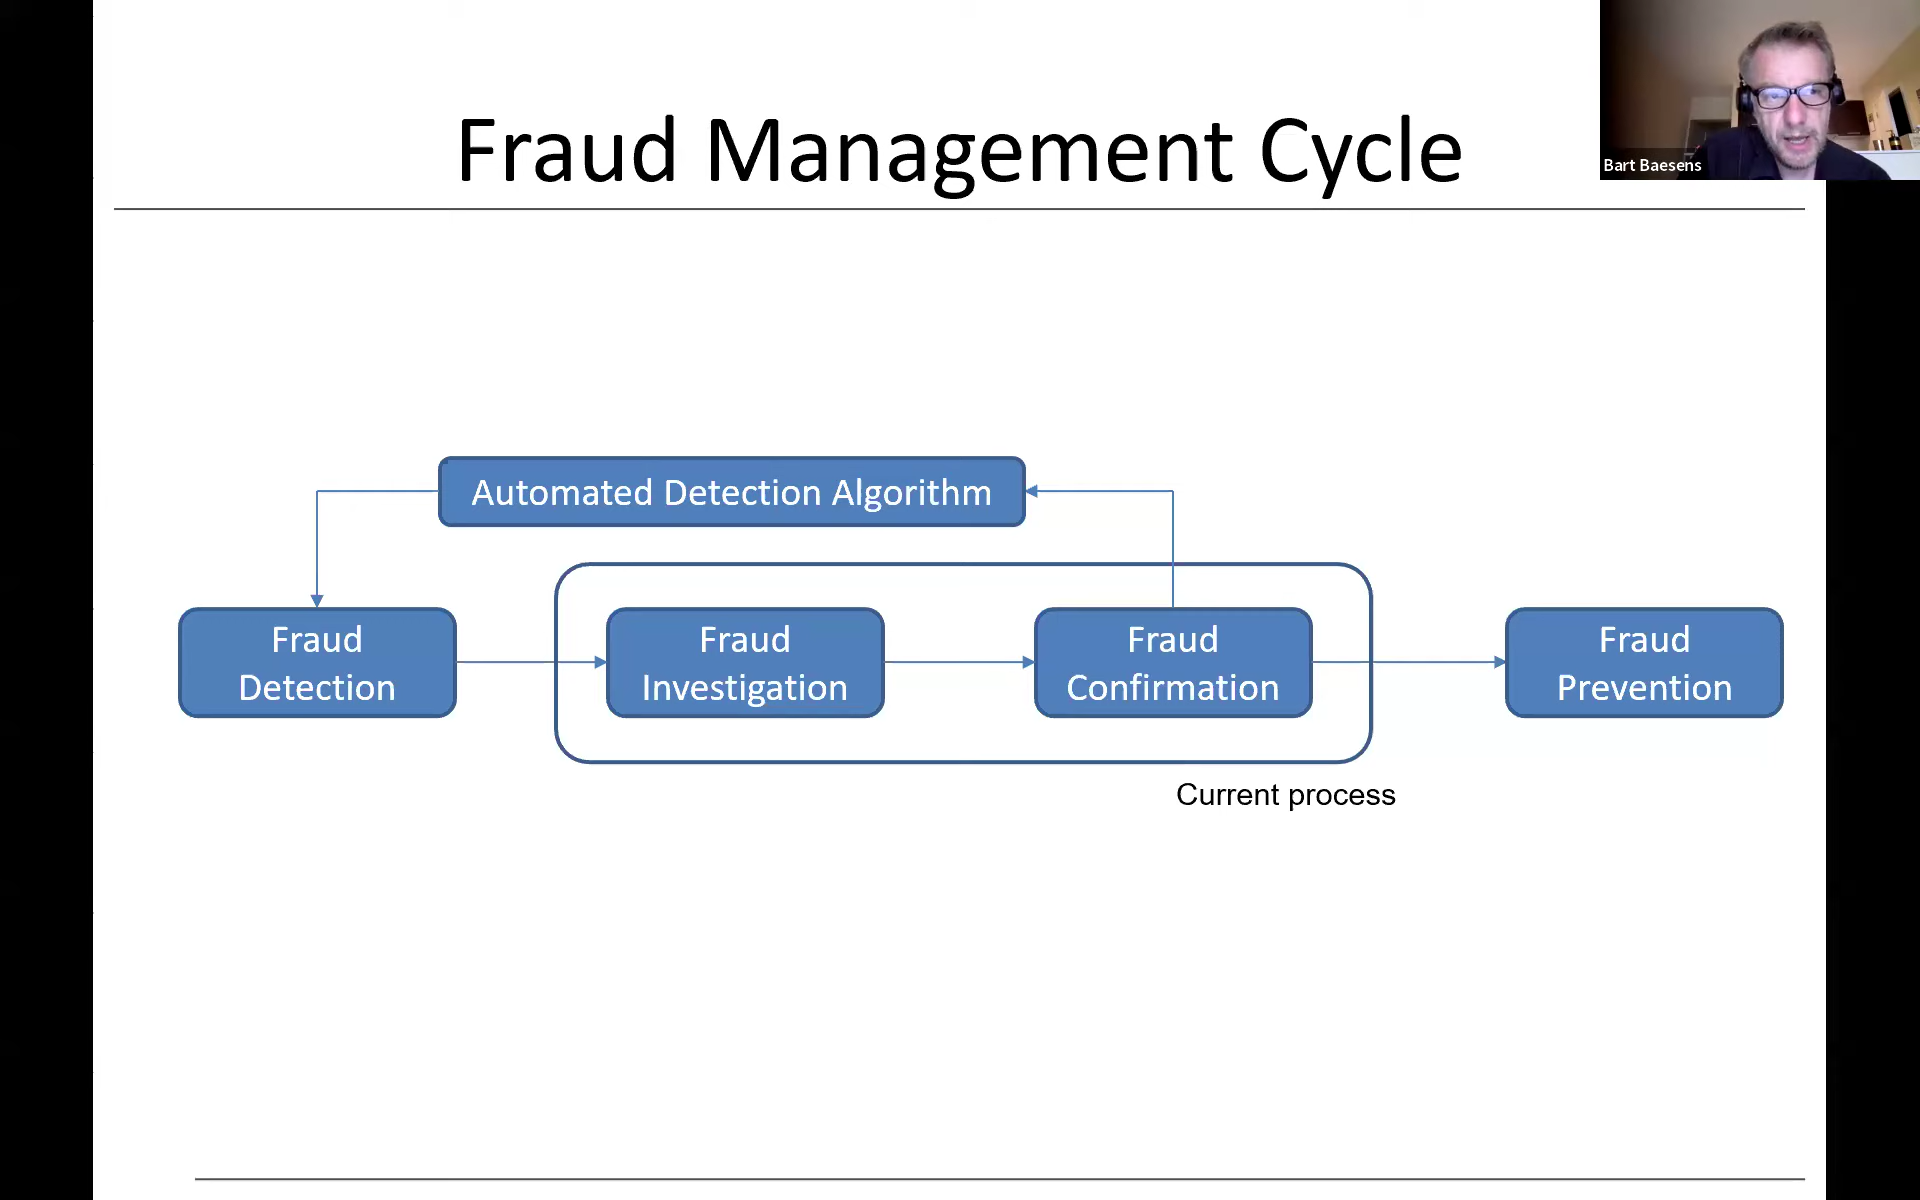 Fraud Management Cycle
Bart Baesens
Automated Detection Algorithm
Fraud
Detection
Fraud
Investigation
Fraud
Confirmation
Fraud
Prevention
Current process